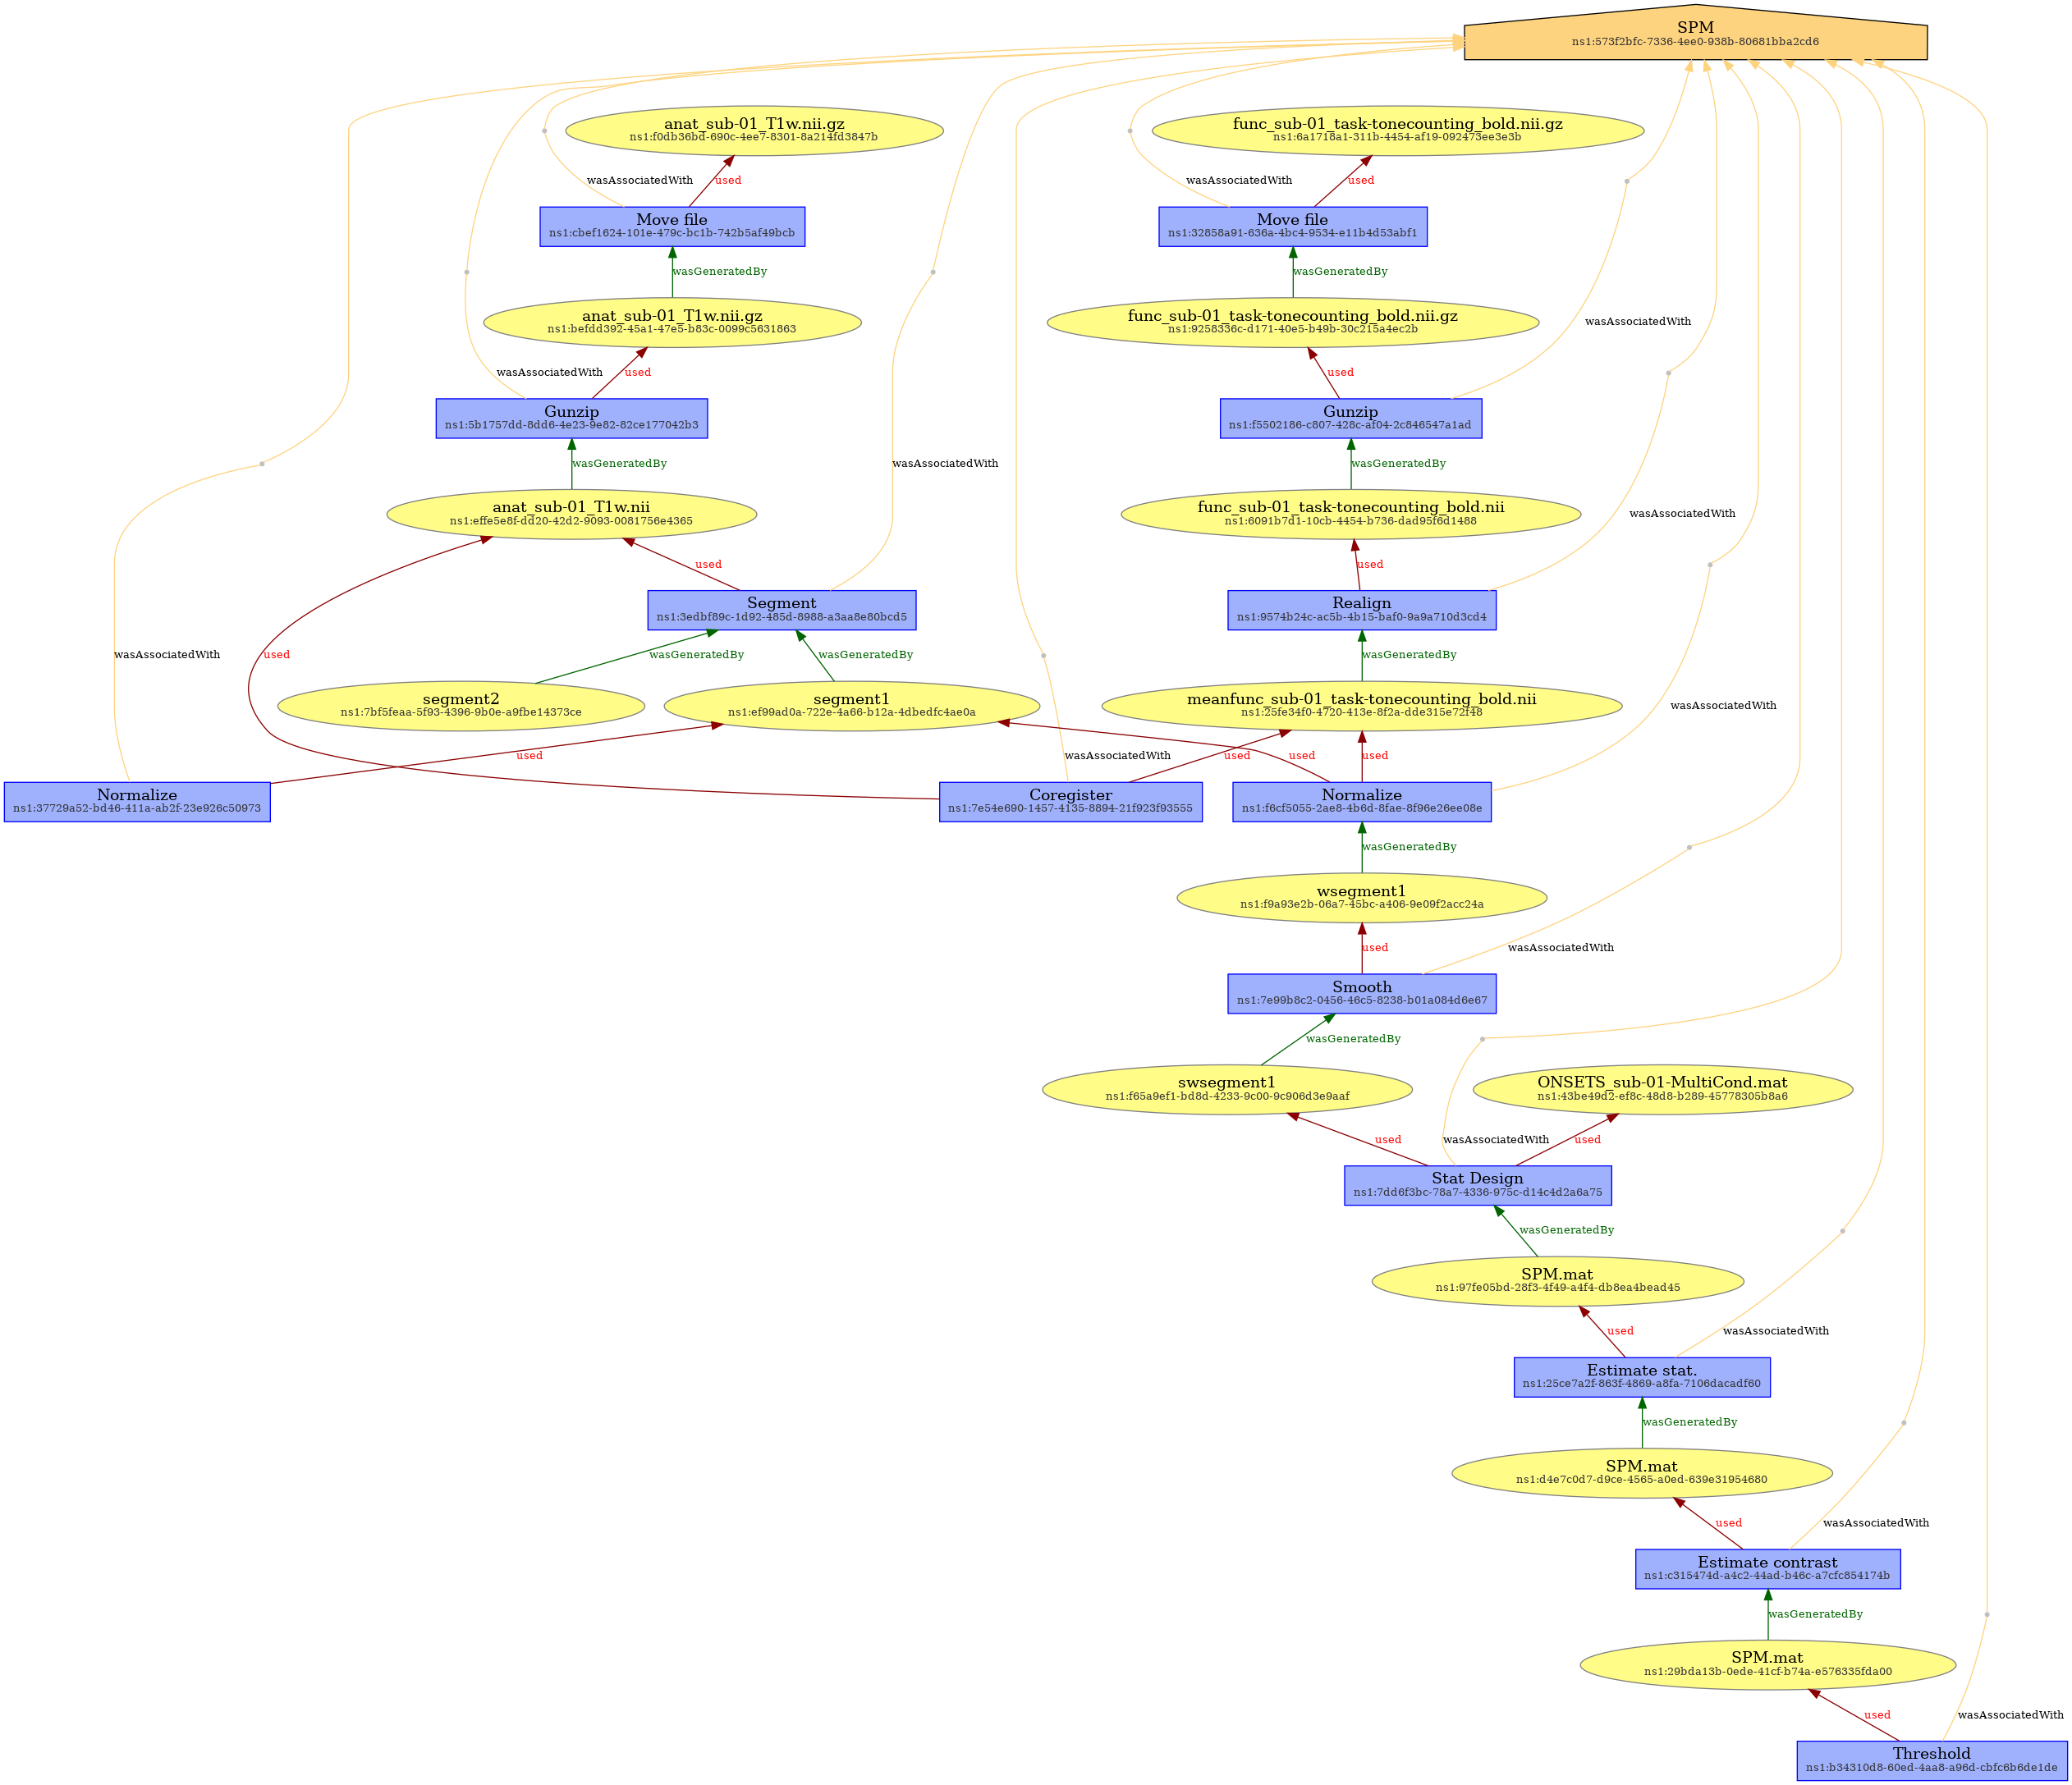 SPM
ns1:573f2bfc-7336-4ee0-938b-80681bba2cd6
anat_sub-01_T1w.nii.gz
ns1:f0db36bd-690c-4ee7-8301-8a214fd3847b
func_sub-01_task-tonecounting_bold.nii.gz
ns1:6a1718a1-311b-4454-af19-092473ee3e3b
wasAssociatedWith
used
wasAssociatedWith
used
Move file
ns1:cbef1624-101e-479c-bc1b-742b5af49bcb
Move file
ns1:32858a91-636a-4bc4-9534-e11b4d53abf1
wasGeneratedBy
wasGeneratedBy
anat_sub-01_T1w.nii.gz
ns1:befdd392-45a1-47e5-b83c-0099c5631863
func_sub-01_task-tonecounting_bold.nii.gz
ns1:9258336c-d171-40e5-b49b-30c215a4ec2b
wasAssociatedWith
wasAssociatedWith
used
used
Gunzip
ns1:5b1757dd-8dd6-4e23-9e82-82ce177042b3
Gunzip
ns1:f5502186-c807-428c-af04-2c846547a1ad
wasGeneratedBy
wasAssociatedWith
wasGeneratedBy
anat_sub-01_T1w.nii
ns1:effe5e8f-dd20-42d2-9093-0081756e4365
func_sub-01_task-tonecounting_bold.nii
ns1:6091b7d1-10cb-4454-b736-dad95f6d1488
wasAssociatedWith
used
used
Segment
ns1:3edbf89c-1d92-485d-8988-a3aa8e80bcd5
Realign
ns1:9574b24c-ac5b-4b15-baf0-9a9a710d3cd4
wasAssociatedWith
used
wasGeneratedBy
wasGeneratedBy
wasGeneratedBy
segment2
ns1:7bf5feaa-5f93-4396-9b0e-a9fbe14373ce
segment1
ns1:ef99ad0a-722e-4a66-b12a-4dbedfc4ae0a
meanfunc_sub-01_task-tonecounting_bold.nii
ns1:25fe34f0-4720-413e-8f2a-dde315e72f48
wasAssociatedWith
used
wasAssociatedWith
used
used
used
Normalize
ns1:37729a52-bd46-411a-ab2f-23e926c50973
Coregister
ns1:7e54e690-1457-4135-8894-21f923f93555
Normalize
ns1:f6cf5055-2ae8-4b6d-8fae-8f96e26ee08e
wasGeneratedBy
wsegment1
ns1:f9a93e2b-06a7-45bc-a406-9e09f2acc24a
used
wasAssociatedWith
Smooth
ns1:7e99b8c2-0456-46c5-8238-b01a084d6e67
wasGeneratedBy
swsegment1
ns1:f65a9ef1-bd8d-4233-9c00-9c906d3e9aaf
ONSETS_sub-01-MultiCond.mat
ns1:43be49d2-ef8c-48d8-b289-45778305b8a6
used
wasAssociatedWith
used
Stat Design
ns1:7dd6f3bc-78a7-4336-975c-d14c4d2a6a75
wasGeneratedBy
SPM.mat
ns1:97fe05bd-28f3-4f49-a4f4-db8ea4bead45
used
wasAssociatedWith
Estimate stat.
ns1:25ce7a2f-863f-4869-a8fa-7106dacadf60
wasGeneratedBy
SPM.mat
ns1:d4e7c0d7-d9ce-4565-a0ed-639e31954680
used
wasAssociatedWith
Estimate contrast
ns1:c315474d-a4c2-44ad-b46c-a7cfc854174b
wasGeneratedBy
SPM.mat
ns1:29bda13b-0ede-41cf-b74a-e576335fda00
used
wasAssociatedWith
Threshold
ns1:b34310d8-60ed-4aa8-a96d-cbfc6b6de1de